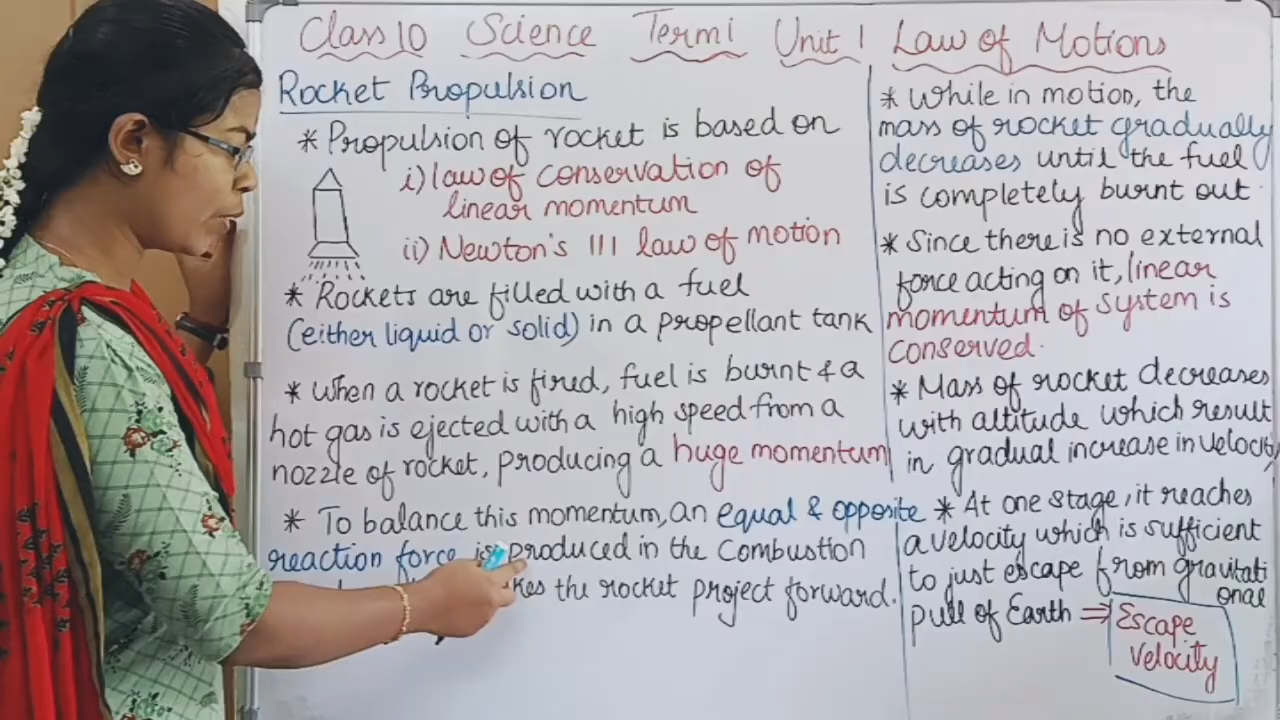 Class 10 Science Term 1 Unit 1 Law of Motions
Rocket Propulsion
* Propulsion of rocket is based on
i) law of conservation of
linear momentum
ii) Newton's III law of motion
* Rockets are filled with a fuel
(either liquid or solid) in a propellant tank
* When a rocket is fired, fuel is burnt & a
hot gas is ejected with a high speed from a
nozzle of rocket, producing a huge momentum
* To balance this momentum, an equal & opposite
reaction force is produced in the combustion
the rocket project forward.
* While in motion, the
mass of rocket gradually
decreases until the fuel
is completely burnt out.
* Since there is no external
force acting on it, linear
momentum of system is
conserved.
* Mass of rocket decreases
with altitude which result
in gradual increase in velocity
* At one stage, it reaches
a velocity which is sufficient
to just escape from gravitati
onal
pull of Earth ⇒ Escape
Velocity